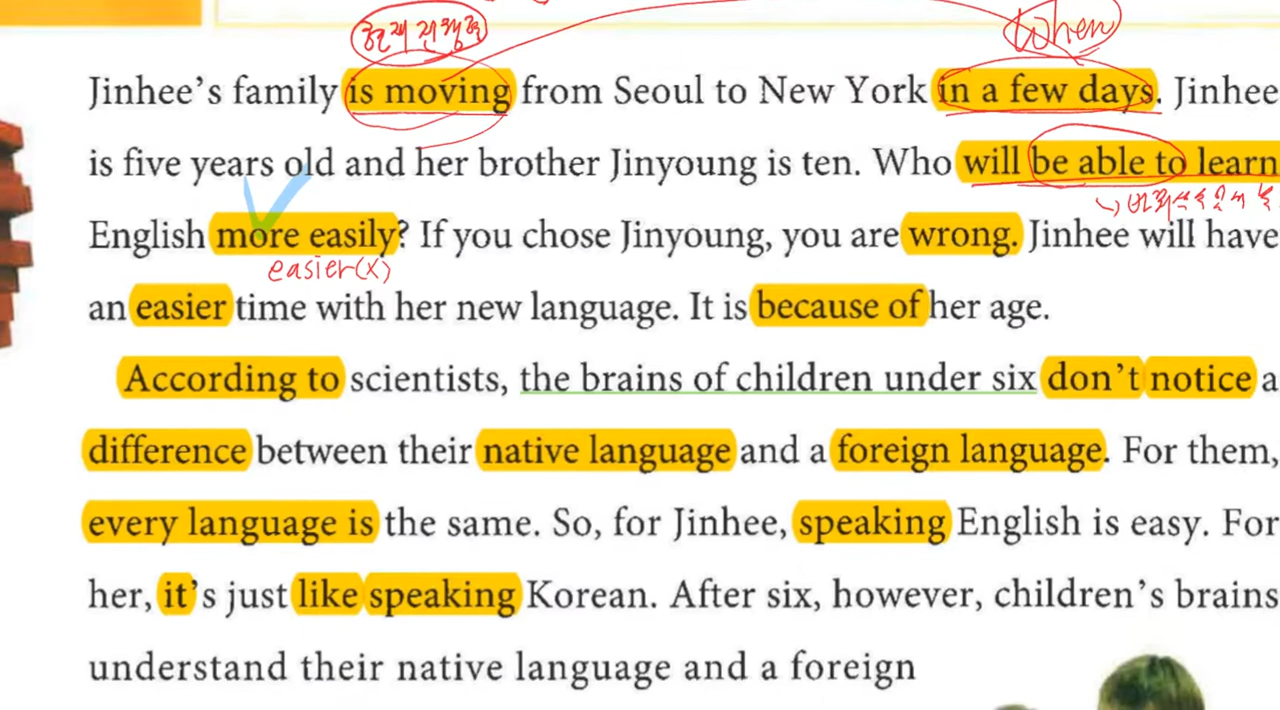 현재 진행형
When
Jinhee's family is moving from Seoul to New York in a few days. Jinhee
is five years old and her brother Jinyoung is ten. Who will be able to learn
English more easily? If you chose Jinyoung, you are wrong. Jinhee will have
easier(x)
an easier time with her new language. It is because of her age.
According to scientists, the brains of children under six don't notice a
difference between their native language and a foreign language. For them,
every language is the same. So, for Jinhee, speaking English is easy. For
her, it's just like speaking Korean. After six, however, children's brains
understand their native language and a foreign